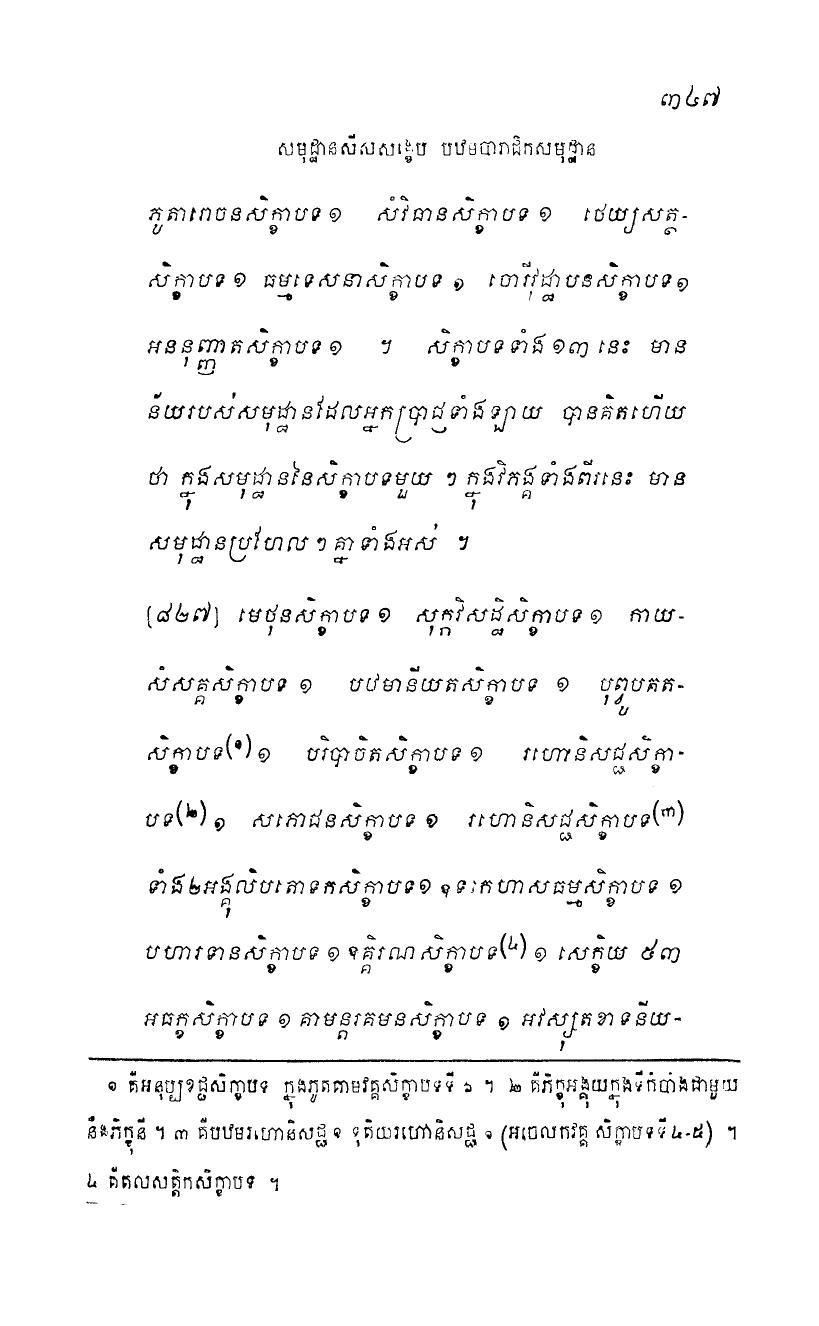 ៣៤៧
សមុដ្ឋានសីសសង្ខេប បឋមបារាជិកសមុដ្ឋាន
ភូតារោចនសិក្ខាបទ ១ សំវិធានសិក្ខាបទ ១ ថេយ្យសត្ថ-
សិក្ខាបទ ១ ធម្មទេសនាសិក្ខាបទ ១ ចោរីវុដ្ឋាបនសិក្ខាបទ ១
អននុញ្ញាតសិក្ខាបទ ១ ។ សិក្ខាបទទាំង ១៣ នេះ មាន
ន័យរបស់សមុដ្ឋានដែលអ្នកប្រាជ្ញទាំងឡាយ បានគិតហើយ
ថា ក្នុងសមុដ្ឋាននៃសិក្ខាបទមួយ ៗ ក្នុងវិភង្គទាំងពីរនេះ មាន
សមុដ្ឋានប្រហែល ៗ គ្នាទាំងអស់ ។
[៨២៧] មេថុនសិក្ខាបទ ១ សុក្កវិសដ្ឋិសិក្ខាបទ ១ កាយ-
សំសគ្គសិក្ខាបទ ១ បឋមានិយតសិក្ខាបទ ១ បុព្វូបគត-
សិក្ខាបទ(១) ១ បរិបាចិតសិក្ខាបទ ១ រហោនិសជ្ជសិក្ខា-
បទ(២) ១ សភោជនសិក្ខាបទ ១ រហោនិសជ្ជសិក្ខាបទ(៣)
ទាំង២អង្គុលិបតោទកសិក្ខាបទ១ ឧទកេហាសធម្មសិក្ខាបទ ១
បហារទានសិក្ខាបទ ១ ឧគ្គិរណសិក្ខាបទ(៤) ១ សេក្ខិយ ៥៣
អធក្ខសិក្ខាបទ ១ គាមន្តរគមនសិក្ខាបទ ១ អវស្សុតខាទនីយ-
១ គឺអនុប្បខជ្ជសិក្ខាបទ ក្នុងភូតគាមវគ្គសិក្ខាបទទី ៦ ។ ២ គឺភិក្ខុអង្គុយក្នុងទីកំបាំងជាមួយ
នឹងភិក្ខុនី ។ ៣ គឺបឋមរហោនិសជ្ជ ១ ទុតិយរហោនិសជ្ជ ១ (អចេលកវគ្គ សិក្ខាបទទី ៤-៥) ។
៤ គឺតលសត្តិកសិក្ខាបទ ។